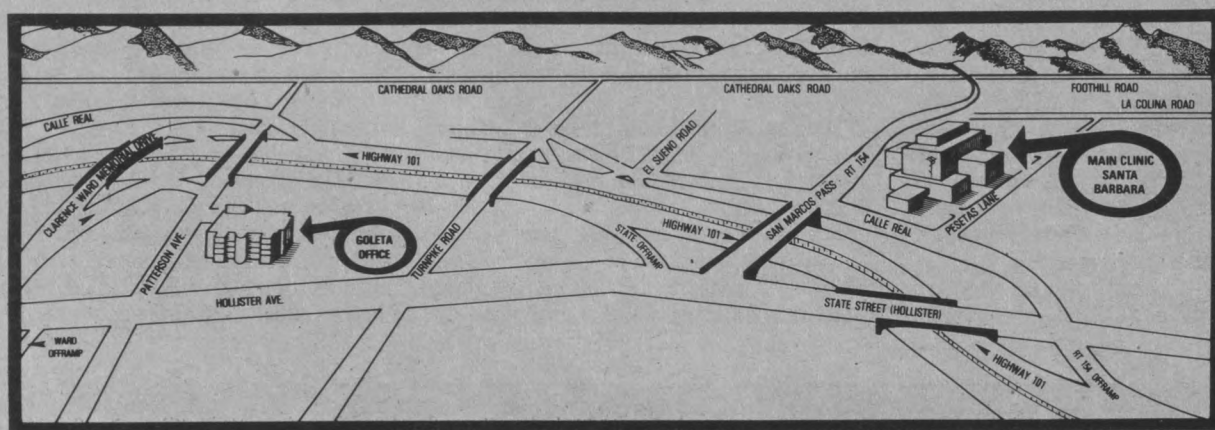 CATHEDRAL OAKS ROAD
CATHEDRAL OAKS ROAD
FOOTHILL ROAD
LA COLINA ROAD
CALLE REAL
CLARENCE WARD MEMORIAL DRIVE
HIGHWAY 101
EL SUENO ROAD
SAN MARCOS PASS - RT 154
MAIN CLINIC
SANTA
BARBARA
PATTERSON AVE.
GOLETA
OFFICE
TURNPIKE ROAD
STATE OFFRAMP
HIGHWAY 101
CALLE REAL
PESETAS LANE
HOLLISTER AVE.
STATE STREET (HOLLISTER)
WARD
OFFRAMP
HIGHWAY 101
RT 154 OFFRAMP